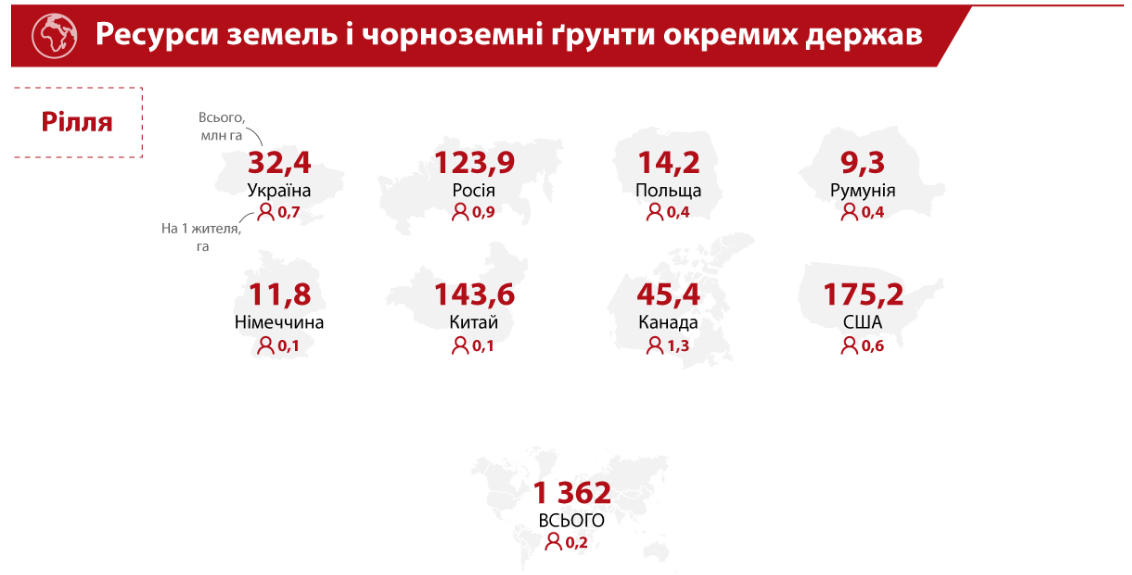 Ресурси земель і чорноземні ґрунти окремих держав
Рілля
Всього,
млн га
32,4
Україна
0,7
На 1 жителя,
га
123,9
Росія
0,9
14,2
Польща
0,4
9,3
Румунія
0,4
11,8
Німеччина
0,1
143,6
Китай
0,1
45,4
Канада
1,3
175,2
США
0,6
1 362
ВСЬОГО
0,2